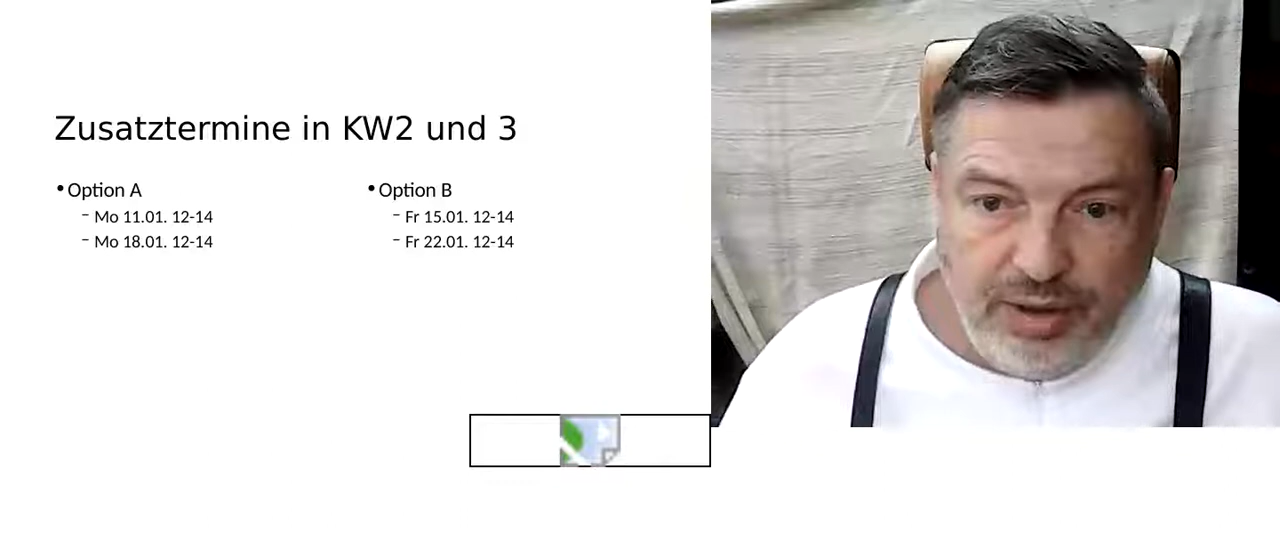 Zusatztermine in KW2 und 3
• Option A
– Mo 11.01. 12-14
– Mo 18.01. 12-14
• Option B
– Fr 15.01. 12-14
– Fr 22.01. 12-14